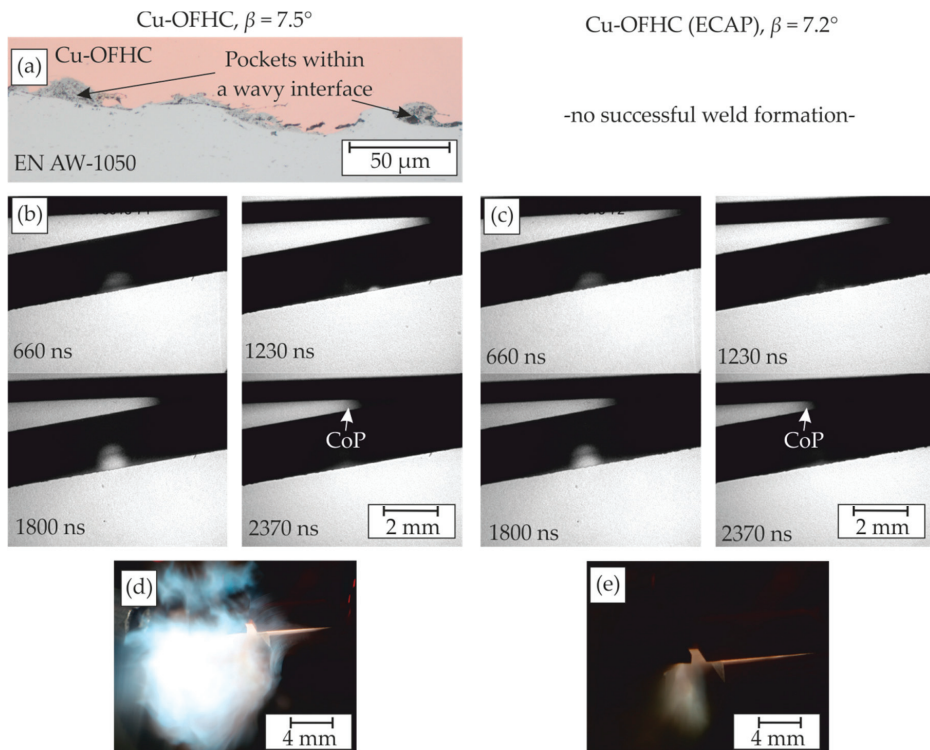 Cu-OFHC, β = 7.5°
Cu-OFHC (ECAP), β = 7.2°
(a)
Cu-OFHC
Pockets within
a wavy interface
EN AW-1050
50 μm
-no successful weld formation-
(b)
660 ns
1230 ns
1800 ns
CoP
2370 ns
2 mm
(c)
660 ns
1230 ns
1800 ns
CoP
2370 ns
2 mm
(d)
4 mm
(e)
4 mm